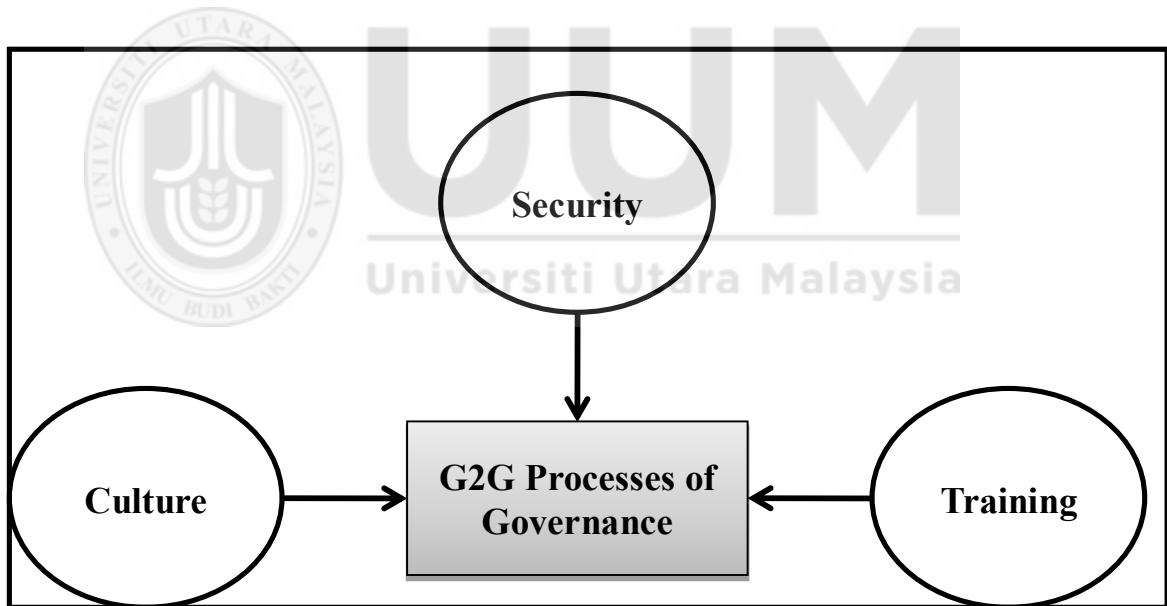 UNIVERSITI UTARA MALAYSIA
ILMU BUDI BAKTI
UUM
Universiti Utara Malaysia
Security
Culture
G2G Processes of
Governance
Training